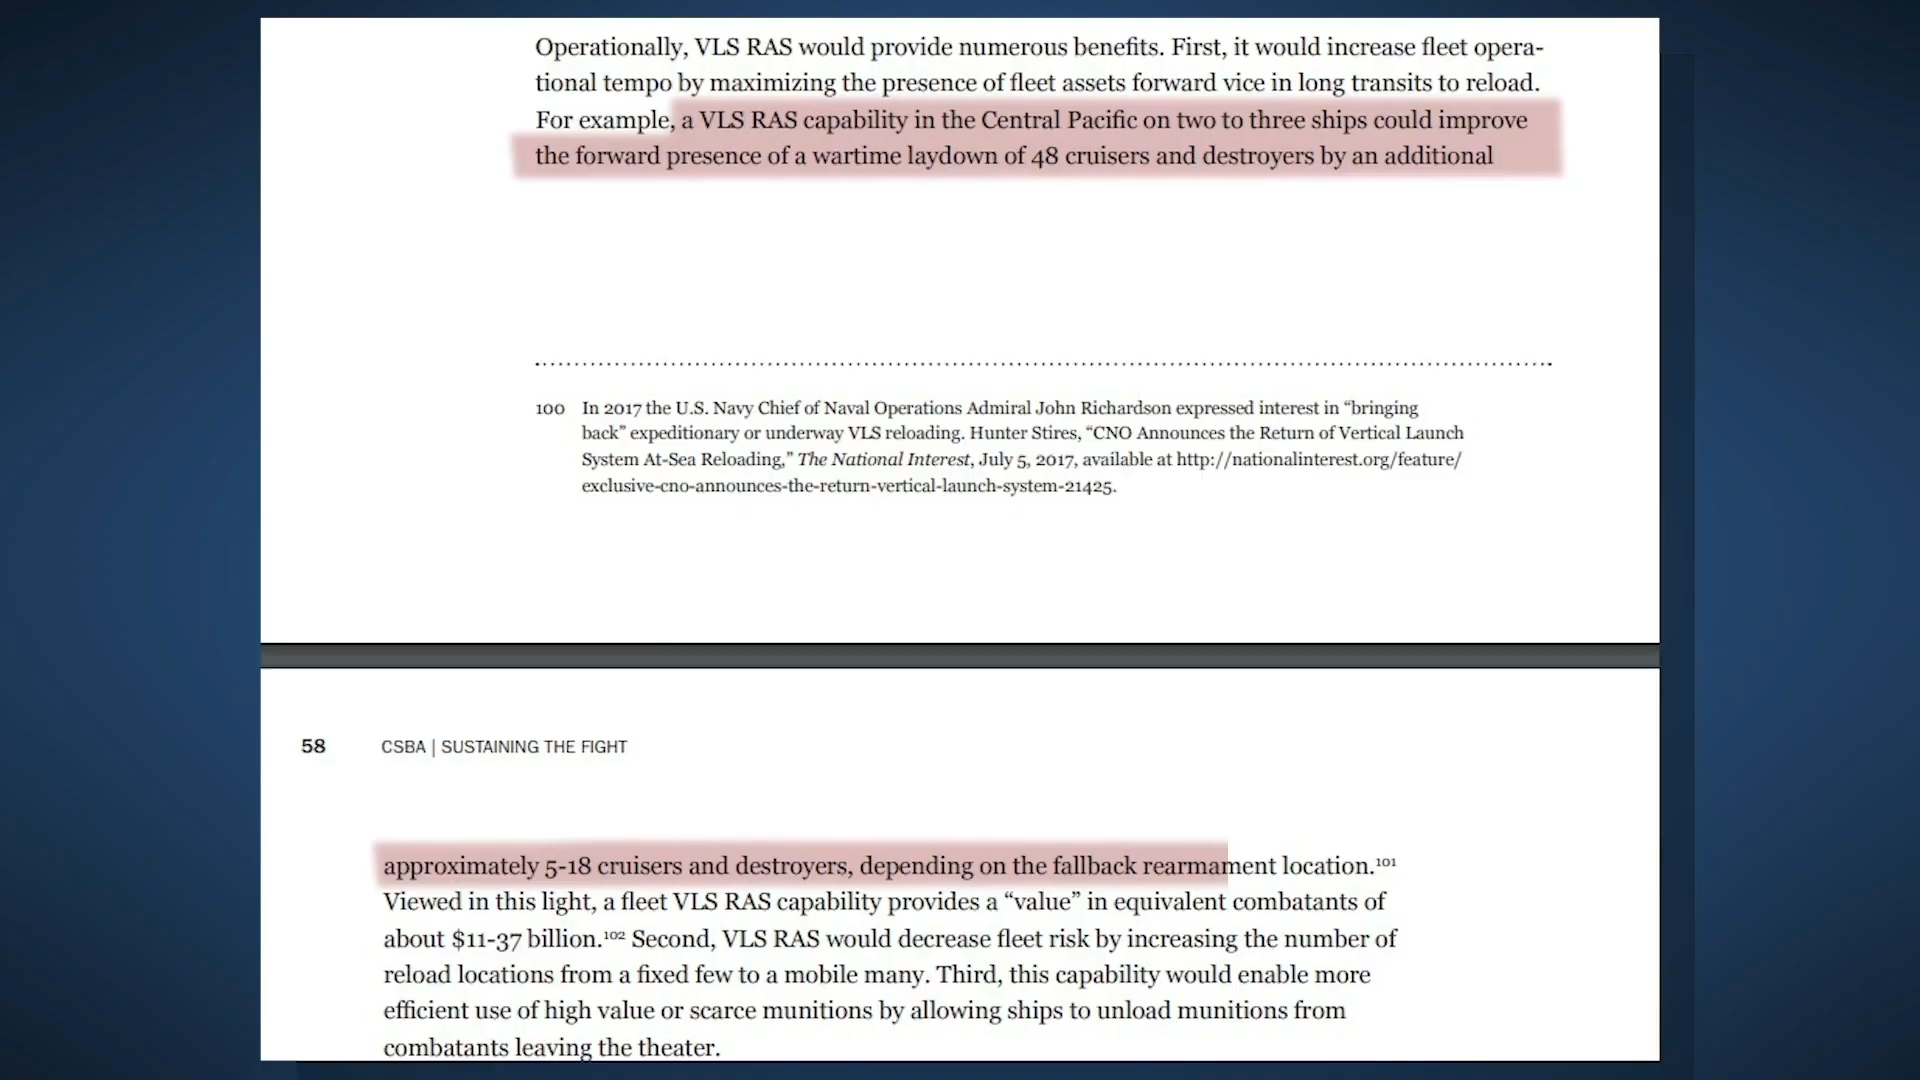 Operationally, VLS RAS would provide numerous benefits. First, it would increase fleet opera-
tional tempo by maximizing the presence of fleet assets forward vice in long transits to reload.
For example, a VLS RAS capability in the Central Pacific on two to three ships could improve
the forward presence of a wartime laydown of 48 cruisers and destroyers by an additional
100 In 2017 the U.S. Navy Chief of Naval Operations Admiral John Richardson expressed interest in “bringing
back” expeditionary or underway VLS reloading. Hunter Stires, “CNO Announces the Return of Vertical Launch
System At-Sea Reloading,” The National Interest, July 5, 2017, available at http://nationalinterest.org/feature/
exclusive-cno-announces-the-return-vertical-launch-system-21425.
58 CSBA | SUSTAINING THE FIGHT
approximately 5-18 cruisers and destroyers, depending on the fallback rearmament location.101
Viewed in this light, a fleet VLS RAS capability provides a “value” in equivalent combatants of
about $11-37 billion.102 Second, VLS RAS would decrease fleet risk by increasing the number of
reload locations from a fixed few to a mobile many. Third, this capability would enable more
efficient use of high value or scarce munitions by allowing ships to unload munitions from
combatants leaving the theater.